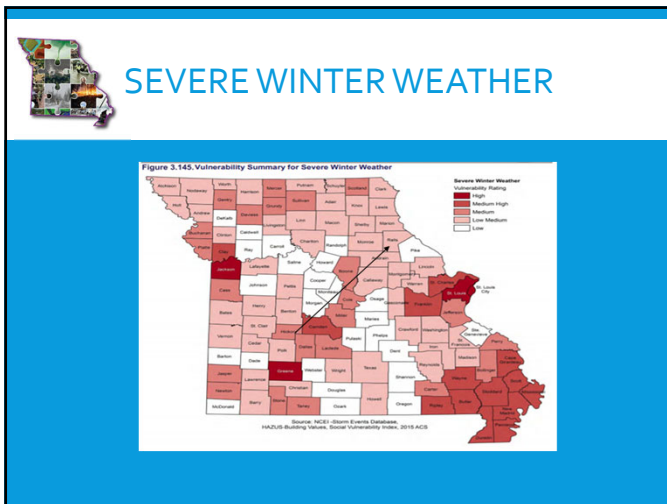 SEVERE WINTER WEATHER
Figure 3.145. Vulnerability Summary for Severe Winter Weather
Severe Winter Weather
Vulnerability Rating
High
Medium High
Medium
Low Medium
Low
Atchison
Nodaway
Worth
Harrison
Mercer
Putnam
Schuyler
Scotland
Clark
Holt
Andrew
Gentry
Grundy
Sullivan
Adair
Knox
Lewis
DeKalb
Daviess
Livingston
Linn
Macon
Shelby
Marion
Buchanan
Clinton
Caldwell
Chariton
Randolph
Monroe
Ralls
Pike
Platte
Clay
Ray
Carroll
Saline
Howard
Boone
Audrain
Lincoln
Jackson
Lafayette
Cooper
Callaway
Montgomery
Warren
St. Charles
St. Louis
St. Louis
City
Cass
Johnson
Pettis
Moniteau
Cole
Osage
Gasconade
Franklin
Jefferson
Bates
Henry
Benton
Morgan
Miller
Maries
Ste.
Genevieve
Vernon
St. Clair
Hickory
Camden
Pulaski
Phelps
Crawford
Washington
St.
Francois
Perry
Cedar
Polk
Dallas
Laclede
Dent
Iron
Madison
Cape
Girardeau
Barton
Dade
Greene
Webster
Wright
Texas
Shannon
Reynolds
Wayne
Bollinger
Scott
Jasper
Lawrence
Christian
Douglas
Howell
Carter
Butler
Stoddard
Mississippi
Newton
McDonald
Barry
Stone
Taney
Ozark
Oregon
Ripley
New
Madrid
Pemiscot
Dunklin
Source: NCEI -Storm Events Database,
HAZUS-Building Values, Social Vulnerability Index, 2015 ACS